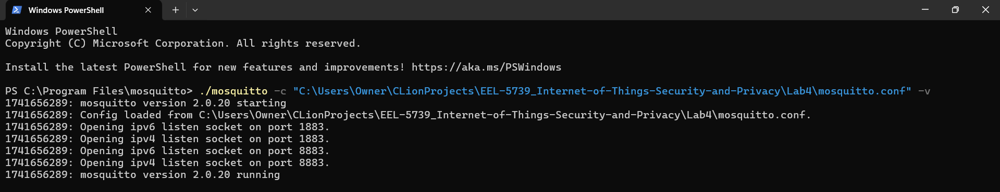 Windows PowerShell
Windows PowerShell
Copyright (C) Microsoft Corporation. All rights reserved.
Install the latest PowerShell for new features and improvements! https://aka.ms/PSWindows
PS C:\Program Files\mosquitto> ./mosquitto -c "C:\Users\Owner\CLionProjects\EEL-5739_Internet-of-Things-Security-and-Privacy\Lab4\mosquitto.conf" -v
1741656289: mosquitto version 2.0.20 starting
1741656289: Config loaded from C:\Users\Owner\CLionProjects\EEL-5739_Internet-of-Things-Security-and-Privacy\Lab4\mosquitto.conf.
1741656289: Opening ipv6 listen socket on port 1883.
1741656289: Opening ipv4 listen socket on port 1883.
1741656289: Opening ipv6 listen socket on port 8883.
1741656289: Opening ipv4 listen socket on port 8883.
1741656289: mosquitto version 2.0.20 running